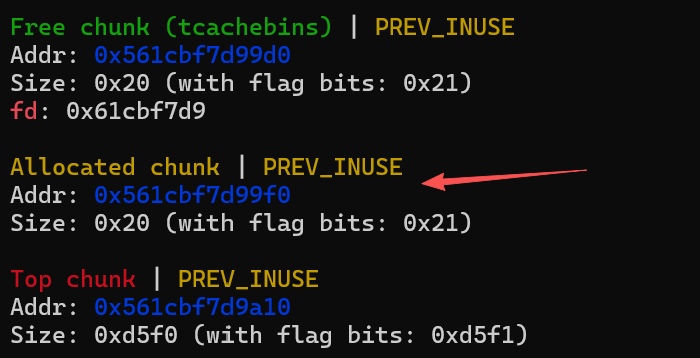 Free chunk (tcachebins) | PREV_INUSE
Addr: 0x561cbf7d99d0
Size: 0x20 (with flag bits: 0x21)
fd: 0x61cbf7d9
Allocated chunk | PREV_INUSE
Addr: 0x561cbf7d99f0
Size: 0x20 (with flag bits: 0x21)
Top chunk | PREV_INUSE
Addr: 0x561cbf7d9a10
Size: 0xd5f0 (with flag bits: 0xd5f1)